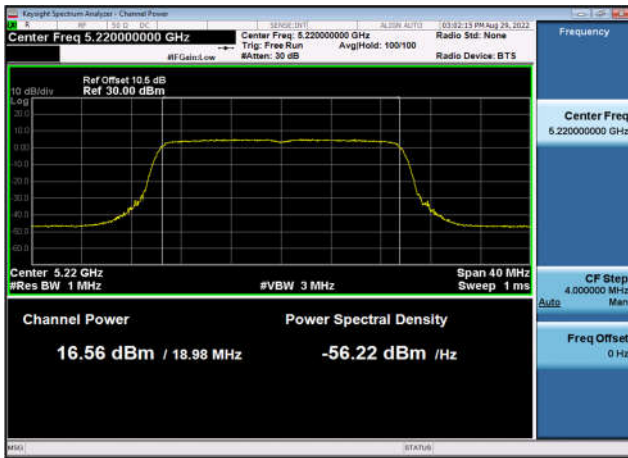 Keysight Spectrum Analyzer - Channel Power
R RF 50 Ω DC SENSE:INT ALIGN AUTO 03:02:15 PM Aug 29, 2022
Center Freq 5.220000000 GHz
Center Freq: 5.220000000 GHz Radio Std: None
Trig: Free Run Avg|Hold: 100/100
#IFGain:Low #Atten: 30 dB Radio Device: BTS
Frequency
Ref Offset 10.5 dB
10 dB/div Ref 30.00 dBm
Log
20.0
10.0
0.00
-10.0
-20.0
-30.0
-40.0
-50.0
-60.0
Center 5.22 GHz Span 40 MHz
#Res BW 1 MHz #VBW 3 MHz Sweep 1 ms
Channel Power Power Spectral Density
16.56 dBm / 18.98 MHz -56.22 dBm /Hz
Center Freq
5.220000000 GHz
CF Step
4.000000 MHz
Auto Man
Freq Offset
0 Hz
MSG STATUS